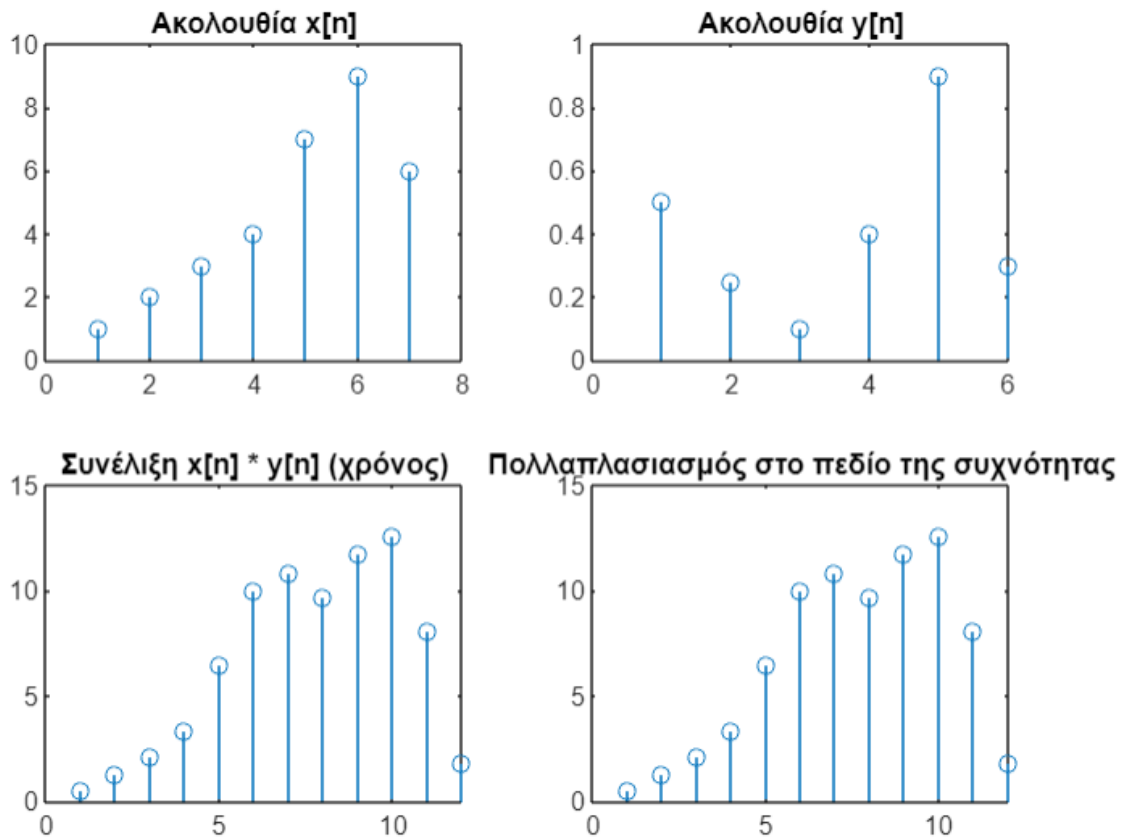 Ακολουθία x[n]
10
8
6
4
2
0
0 2 4 6 8
Ακολουθία y[n]
1
0.8
0.6
0.4
0.2
0
0 2 4 6
Συνέλιξη x[n] * y[n] (χρόνος)
15
10
5
0
0 5 10
Πολλαπλασιασμός στο πεδίο της συχνότητας
15
10
5
0
0 5 10